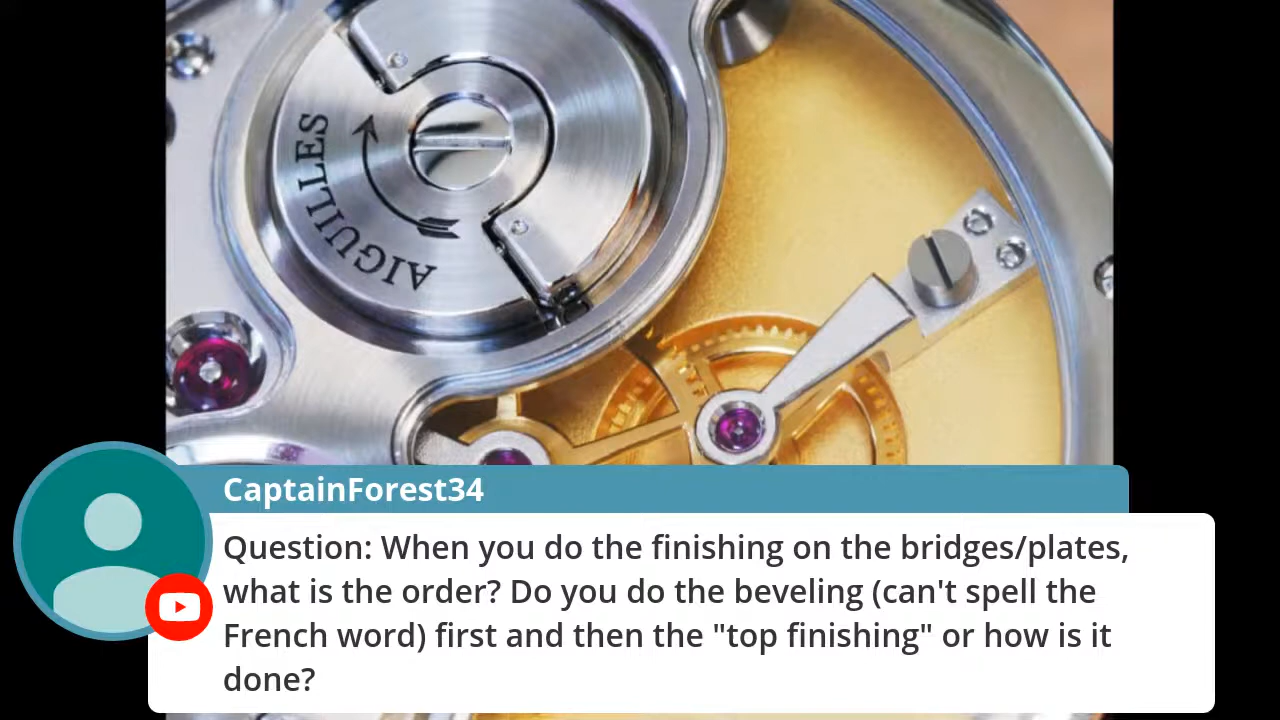 AIGUILLES
CaptainForest34
Question: When you do the finishing on the bridges/plates,
what is the order? Do you do the beveling (can't spell the
French word) first and then the "top finishing" or how is it
done?